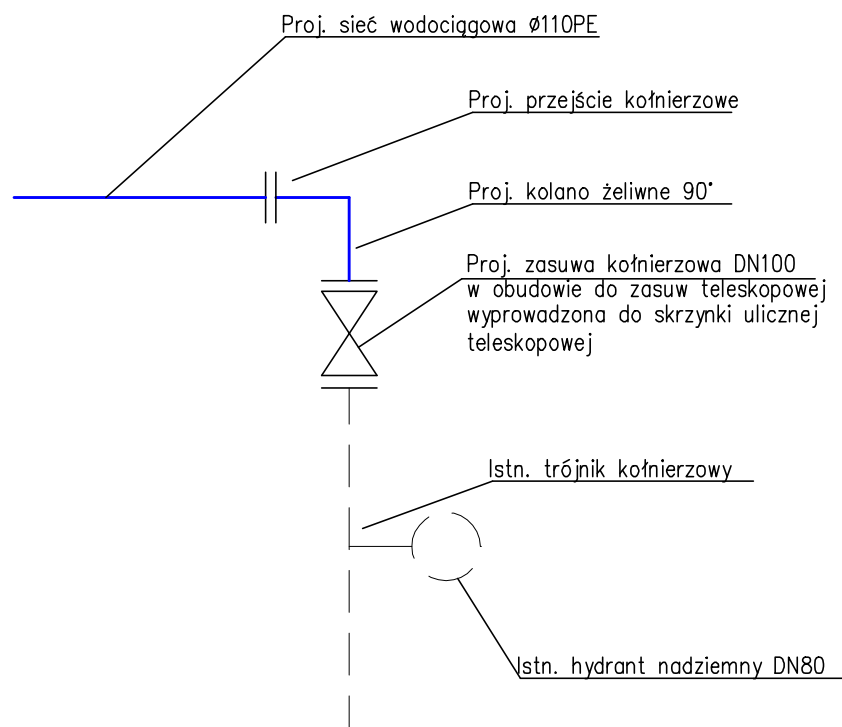 Proj. sieć wodociągowa ø110PE
Proj. przejście kołnierzowe
Proj. kolano żeliwne 90°
Proj. zasuwa kołnierzowa DN100
w obudowie do zasuw teleskopowej
wyprowadzona do skrzynki ulicznej
teleskopowej
Istn. trójnik kołnierzowy
Istn. hydrant nadziemny DN80